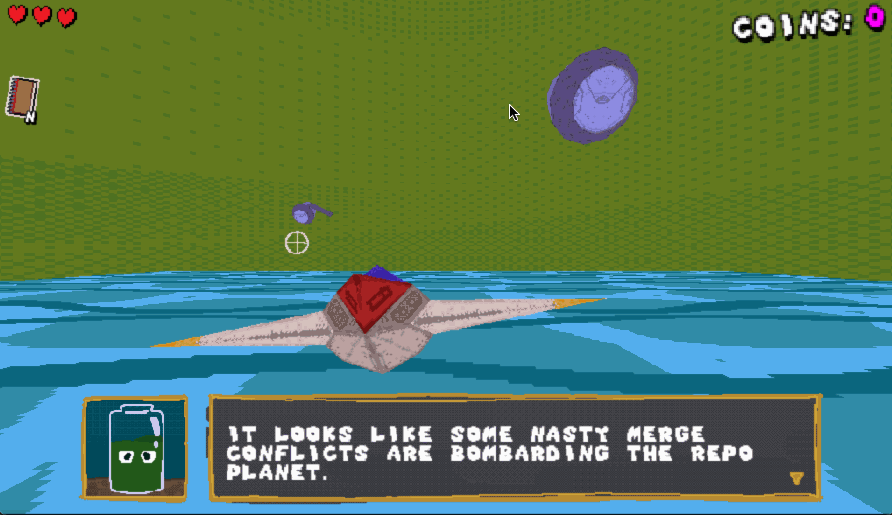 COINS: 0
N
IT LOOKS LIKE SOME NASTY MERGE
CONFLICTS ARE BOMBARDING THE REPO
PLANET.